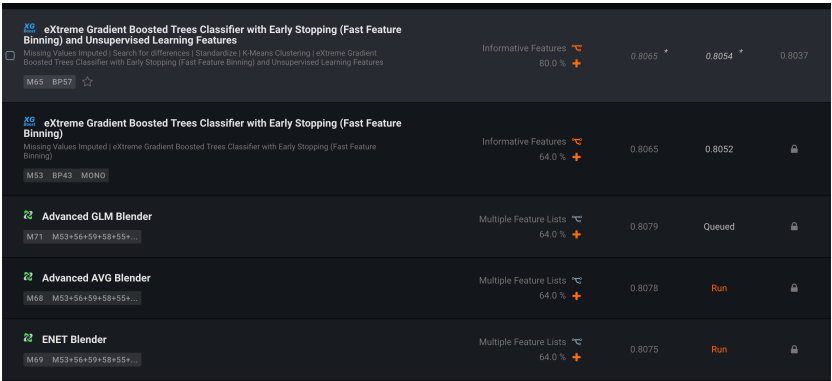 XG Boost eXtreme Gradient Boosted Trees Classifier with Early Stopping (Fast Feature
Binning) and Unsupervised Learning Features
Missing Values Imputed | Search for differences | Standardize | K-Means Clustering | eXtreme Gradient
Boosted Trees Classifier with Early Stopping (Fast Feature Binning) and Unsupervised Learning Features
M65 BP57
Informative Features
80.0 % +
0.8065 * 0.8054 * 0.8037
XG Boost eXtreme Gradient Boosted Trees Classifier with Early Stopping (Fast Feature
Binning)
Missing Values Imputed | eXtreme Gradient Boosted Trees Classifier with Early Stopping (Fast Feature
Binning)
M53 BP43 MONO
Informative Features
64.0 % +
0.8065 0.8052
Advanced GLM Blender
M71 M53+56+59+58+55+...
Multiple Feature Lists
64.0 % +
0.8079 Queued
Advanced AVG Blender
M68 M53+56+59+58+55+...
Multiple Feature Lists
64.0 % +
0.8078 Run
ENET Blender
M69 M53+56+59+58+55+...
Multiple Feature Lists
64.0 % +
0.8075 Run